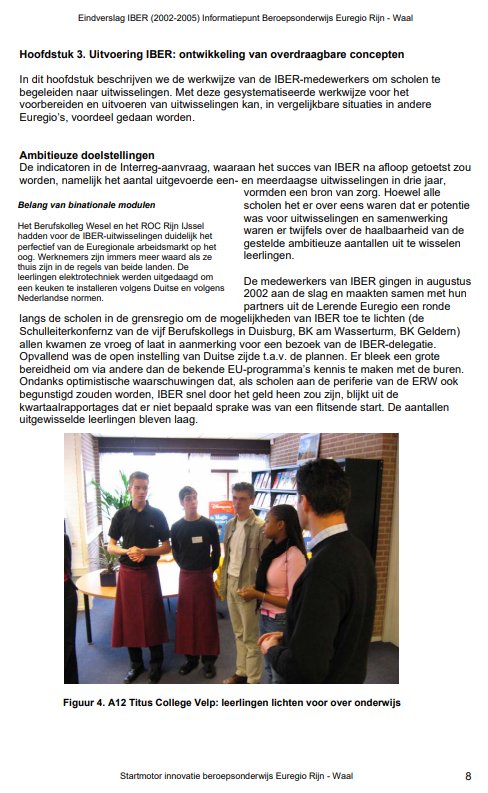 Eindverslag IBER (2002-2005) Informatiepunt Beroepsonderwijs Euregio Rijn - Waal
Hoofdstuk 3. Uitvoering IBER: ontwikkeling van overdraagbare concepten
In dit hoofdstuk beschrijven we de werkwijze van de IBER-medewerkers om scholen te
begeleiden naar uitwisselingen. Met deze gesystematiseerde werkwijze voor het
voorbereiden en uitvoeren van uitwisselingen kan, in vergelijkbare situaties in andere
Euregio's, voordeel gedaan worden.
Ambitieuze doelstellingen
De indicatoren in de Interreg-aanvraag, waaraan het succes van IBER na afloop getoetst zou
worden, namelijk het aantal uitgevoerde een- en meerdaagse uitwisselingen in drie jaar,
vormden een bron van zorg. Hoewel alle
scholen het er over eens waren dat er potentie
was voor uitwisselingen en samenwerking
waren er twijfels over de haalbaarheid van de
gestelde ambitieuze aantallen uit te wisselen
leerlingen.
Belang van binationale modulen
Het Berufskolleg Wesel en het ROC Rijn IJssel
hadden voor de IBER-uitwisselingen duidelijk het
perfectief van de Euregionale arbeidsmarkt op het
oog. Werknemers zijn immers meer waard als ze
thuis zijn in de regels van beide landen. De
leerlingen elektrotechniek werden uitgedaagd om
een keuken te installeren volgens Duitse en volgens
Nederlandse normen.
De medewerkers van IBER gingen in augustus
2002 aan de slag en maakten samen met hun
partners uit de Lerende Euregio een ronde
langs de scholen in de grensregio om de mogelijkheden van IBER toe te lichten (de
Schulleiterkonfernz van de vijf Berufskollegs in Duisburg, BK am Wasserturm, BK Geldern)
allen kwamen ze vroeg of laat in aanmerking voor een bezoek van de IBER-delegatie.
Opvallend was de open instelling van Duitse zijde t.a.v. de plannen. Er bleek een grote
bereidheid om via andere dan de bekende EU-programma's kennis te maken met de buren.
Ondanks optimistische waarschuwingen dat, als scholen aan de periferie van de ERW ook
begunstigd zouden worden, IBER snel door het geld heen zou zijn, blijkt uit de
kwartaalrapportages dat er niet bepaald sprake was van een flitsende start. De aantallen
uitgewisselde leerlingen bleven laag.
Figuur 4. A12 Titus College Velp: leerlingen lichten voor over onderwijs
Startmotor innovatie beroepsonderwijs Euregio Rijn - Waal
8